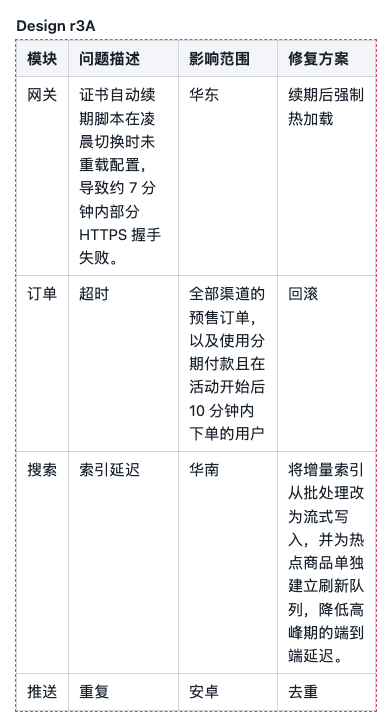 Design r3A
模块 问题描述 影响范围 修复方案
网关 证书自动续期脚本在凌晨切换时未重载配置，导致约 7 分钟内部分 HTTPS 握手失败。 华东 续期后强制热加载
订单 超时 全部渠道的预售订单，以及使用分期付款且在活动开始后 10 分钟内下单的用户 回滚
搜索 索引延迟 华南 将增量索引从批处理改为流式写入，并为热点商品单独建立刷新队列，降低高峰期的端到端延迟。
推送 重复 安卓 去重